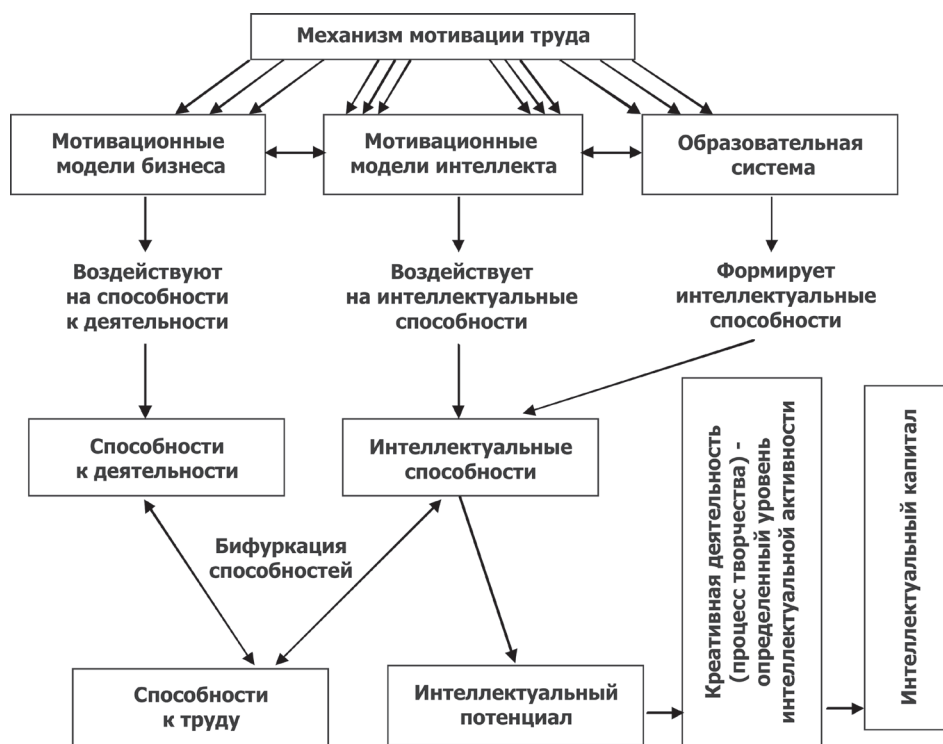 Механизм мотивации труда
Мотивационные
модели бизнеса
Мотивационные
модели интеллекта
Образовательная
система
Воздействуют
на способности
к деятельности
Воздействует
на интеллектуальные
способности
Формирует
интеллектуальные
способности
Способности
к деятельности
Интеллектуальные
способности
Бифуркация
способностей
Способности
к труду
Интеллектуальный
потенциал
Креативная деятельность
(процесс творчества) -
определенный уровень
интеллектуальной активности
Интеллектуальный капитал